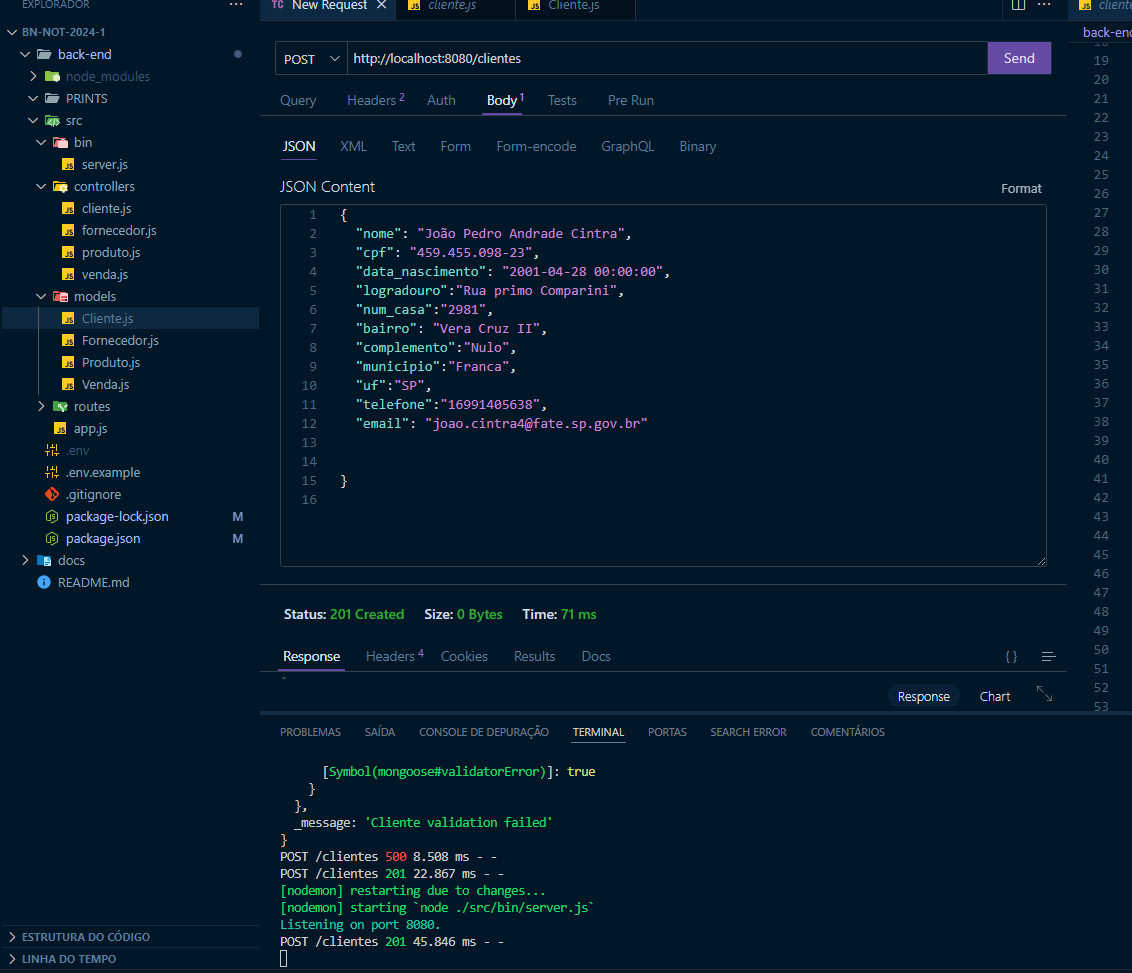 EXPLORADOR
···
BN-NOT-2024-1
back-end
node_modules
PRINTS
src
bin
server.js
controllers
cliente.js
fornecedor.js
produto.js
venda.js
models
Cliente.js
Fornecedor.js
Produto.js
Venda.js
routes
app.js
.env
.env.example
.gitignore
package-lock.json M
package.json M
docs
README.md
ESTRUTURA DO CÓDIGO
LINHA DO TEMPO
TC New Request
JS cliente.js
JS Cliente.js
···
POST http://localhost:8080/clientes Send
Query Headers 2 Auth Body 1 Tests Pre Run
JSON XML Text Form Form-encode GraphQL Binary
JSON Content
Format
1 {
2 "nome": "João Pedro Andrade Cintra",
3 "cpf": "459.455.098-23",
4 "data_nascimento": "2001-04-28 00:00:00",
5 "logradouro":"Rua primo Comparini",
6 "num_casa":"2981",
7 "bairro": "Vera Cruz II",
8 "complemento":"Nulo",
9 "municipio":"Franca",
10 "uf":"SP",
11 "telefone":"16991405638",
12 "email": "joao.cintra4@fate.sp.gov.br"
13
14
15 }
16
Status: 201 Created Size: 0 Bytes Time: 71 ms
Response Headers 4 Cookies Results Docs { }
Response Chart
PROBLEMAS SAÍDA CONSOLE DE DEPURAÇÃO TERMINAL PORTAS SEARCH ERROR COMENTÁRIOS
[Symbol(mongoose#validatorError)]: true
}
},
_message: 'Cliente validation failed'
}
POST /clientes 500 8.508 ms - -
POST /clientes 201 22.867 ms - -
[nodemon] restarting due to changes...
[nodemon] starting `node ./src/bin/server.js`
Listening on port 8080.
POST /clientes 201 45.846 ms - -
JS cliente
back-end
19
20
21
22
23
24
25
26
27
28
29
30
31
32
33
34
35
36
37
38
39
40
41
42
43
44
45
46
47
48
49
50
51
52
53